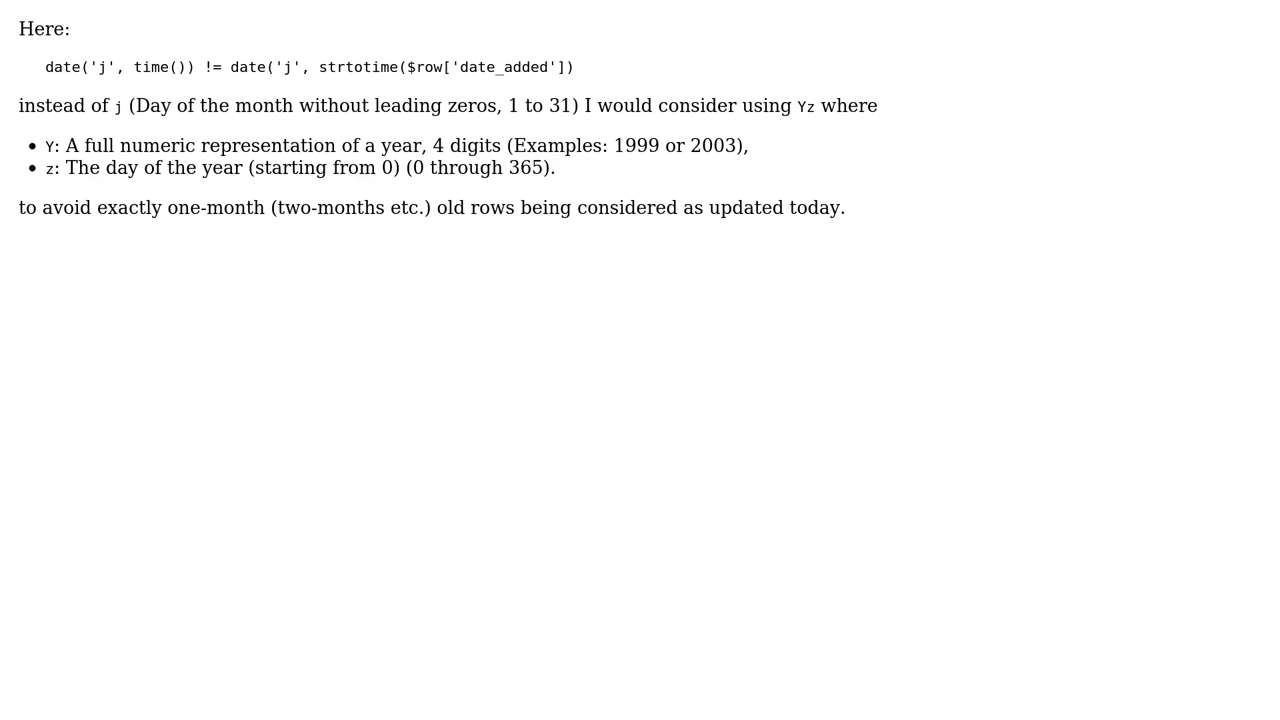 Here:
date('j', time()) != date('j', strtotime($row['date_added'])
instead of j (Day of the month without leading zeros, 1 to 31) I would consider using Yz where
• Y: A full numeric representation of a year, 4 digits (Examples: 1999 or 2003),
• z: The day of the year (starting from 0) (0 through 365).
to avoid exactly one-month (two-months etc.) old rows being considered as updated today.